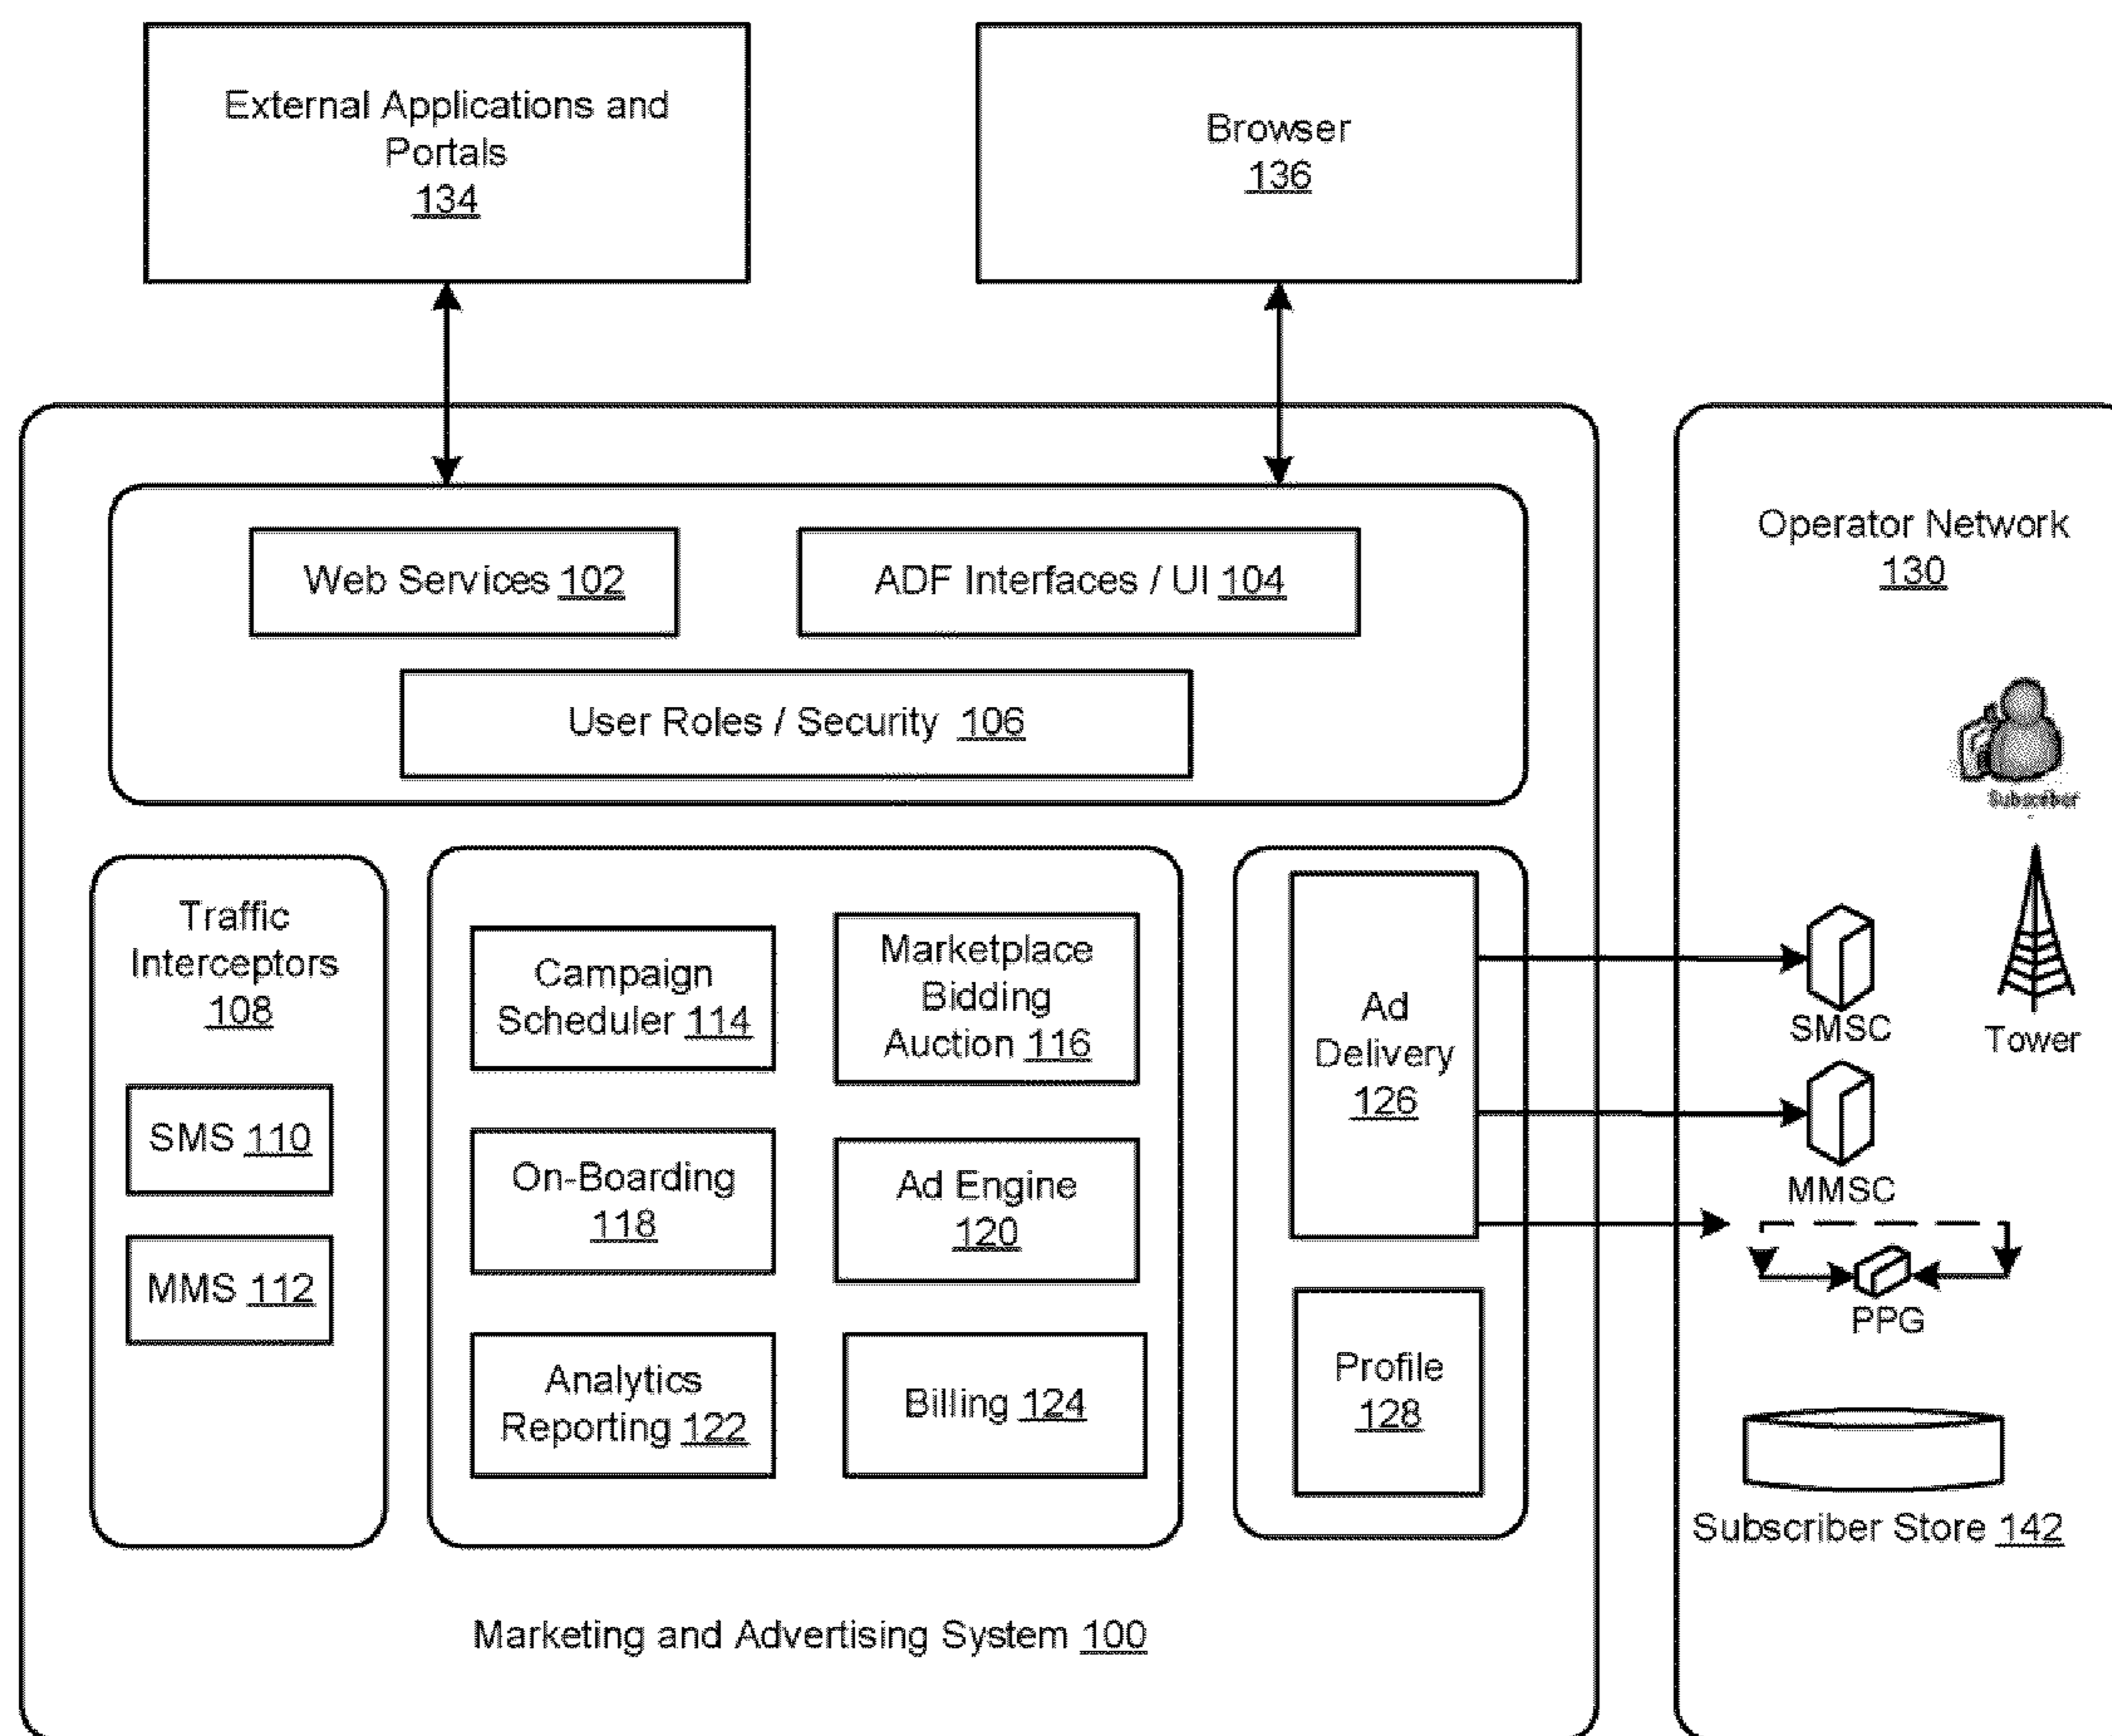 External Applications and
Portals
134
Browser
136
Web Services 102
ADF Interfaces / UI 104
User Roles / Security 106
Traffic
Interceptors
108
SMS 110
MMS 112
Campaign
Scheduler 114
Marketplace
Bidding
Auction 116
On-Boarding
118
Ad Engine
120
Analytics
Reporting 122
Billing 124
Ad
Delivery
126
Profile
128
Marketing and Advertising System 100
Operator Network
130
Subscriber
SMSC
Tower
MMSC
PPG
Subscriber Store 142